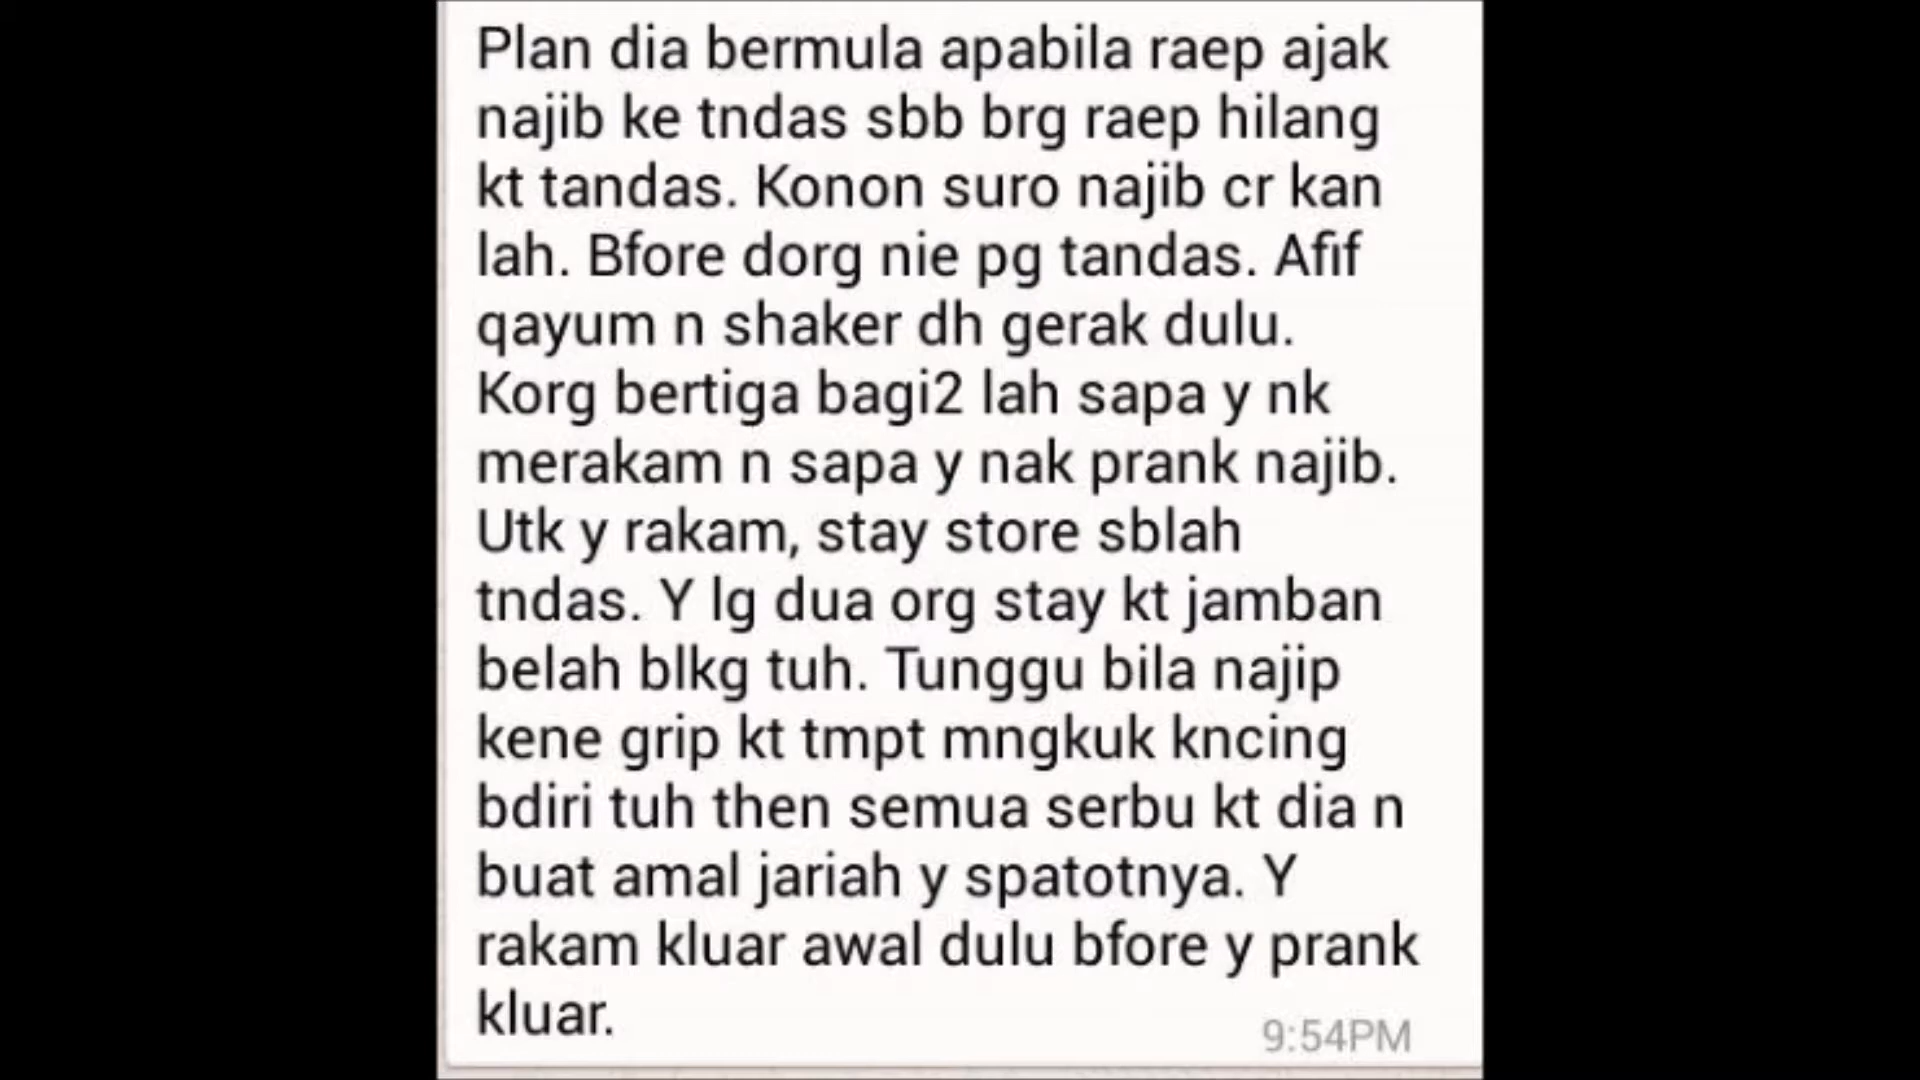 Plan dia bermula apabila raep ajak
najib ke tndas sbb brg raep hilang
kt tandas. Konon suro najib cr kan
lah. Bfore dorg nie pg tandas. Afif
qayum n shaker dh gerak dulu.
Korg bertiga bagi2 lah sapa y nk
merakam n sapa y nak prank najib.
Utk y rakam, stay store sblah
tndas. Y lg dua org stay kt jamban
belah blkg tuh. Tunggu bila najip
kene grip kt tmpt mngkuk kncing
bdiri tuh then semua serbu kt dia n
buat amal jariah y spatotnya. Y
rakam kluar awal dulu bfore y prank
kluar.
9:54PM